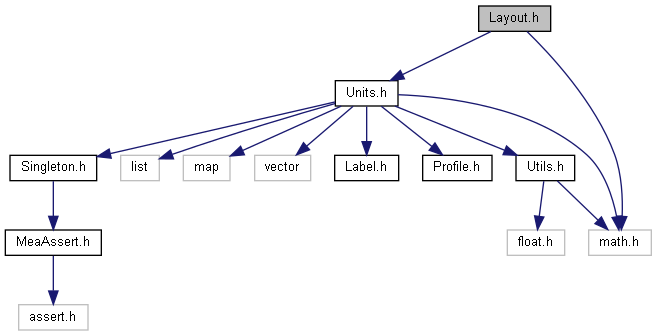 Layout.h
Units.h
Singleton.h
list
map
vector
Label.h
Profile.h
Utils.h
MeaAssert.h
float.h
math.h
assert.h